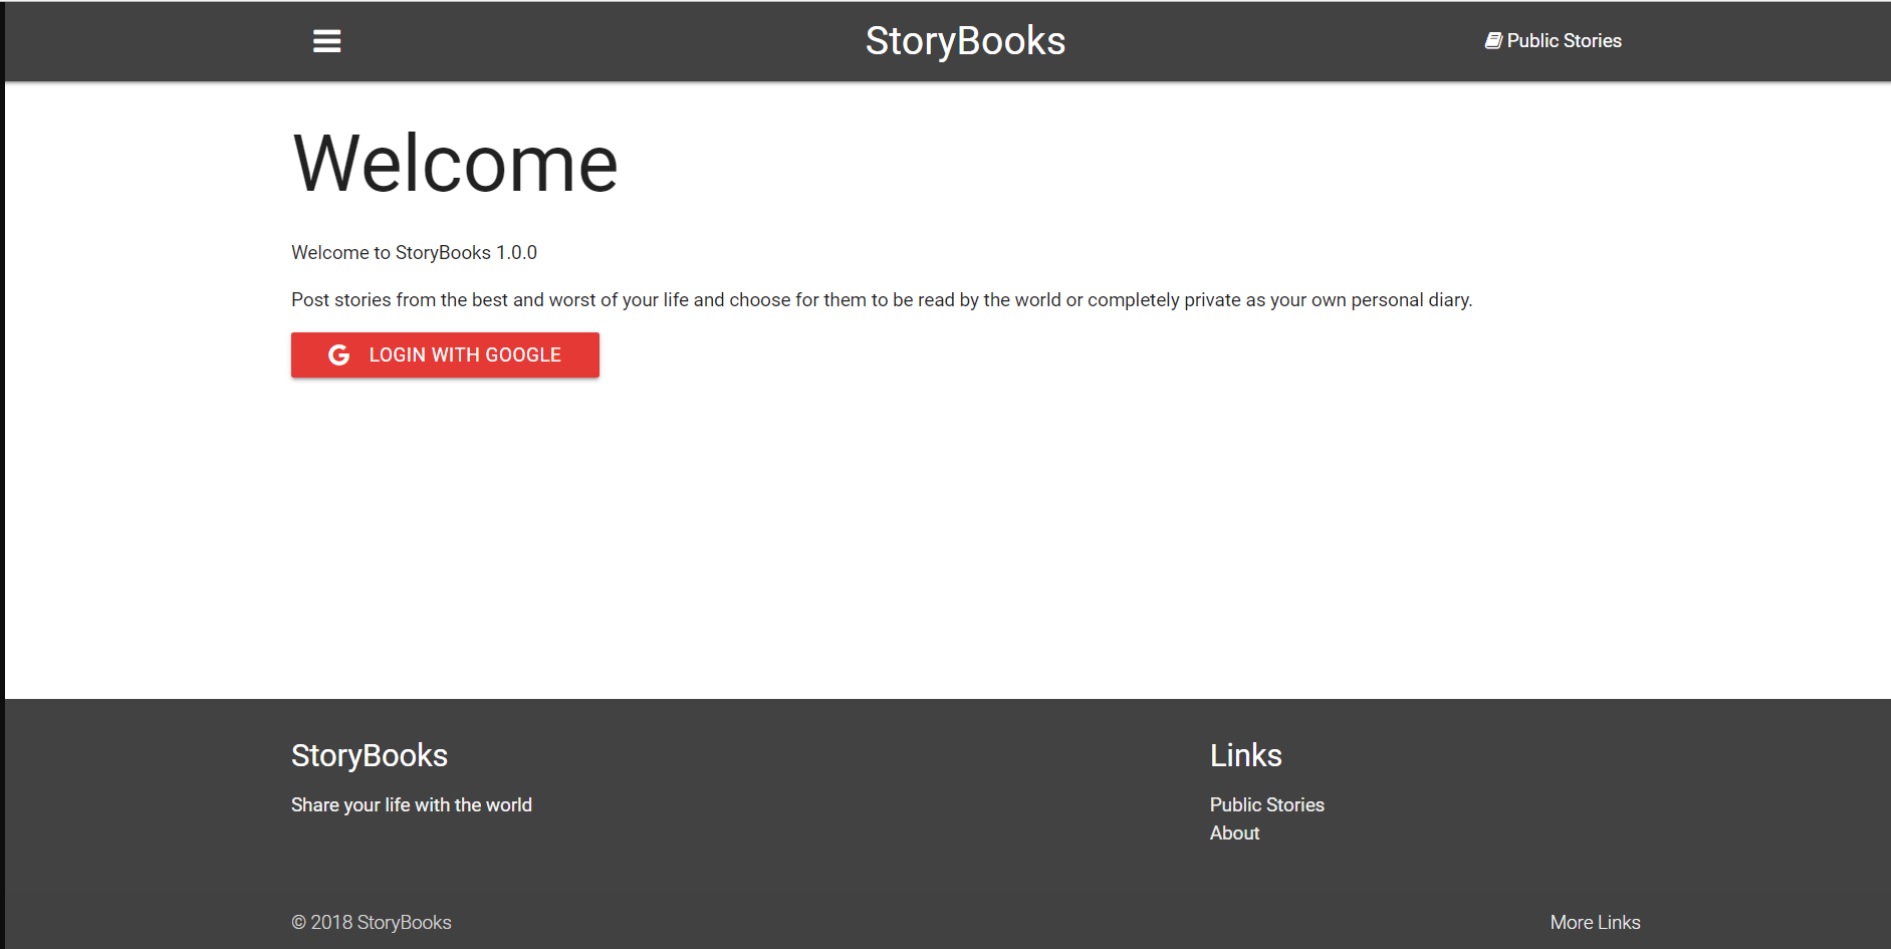 StoryBooks
Public Stories
Welcome
Welcome to StoryBooks 1.0.0
Post stories from the best and worst of your life and choose for them to be read by the world or completely private as your own personal diary.
LOGIN WITH GOOGLE
StoryBooks
Share your life with the world
Links
Public Stories
About
© 2018 StoryBooks
More Links